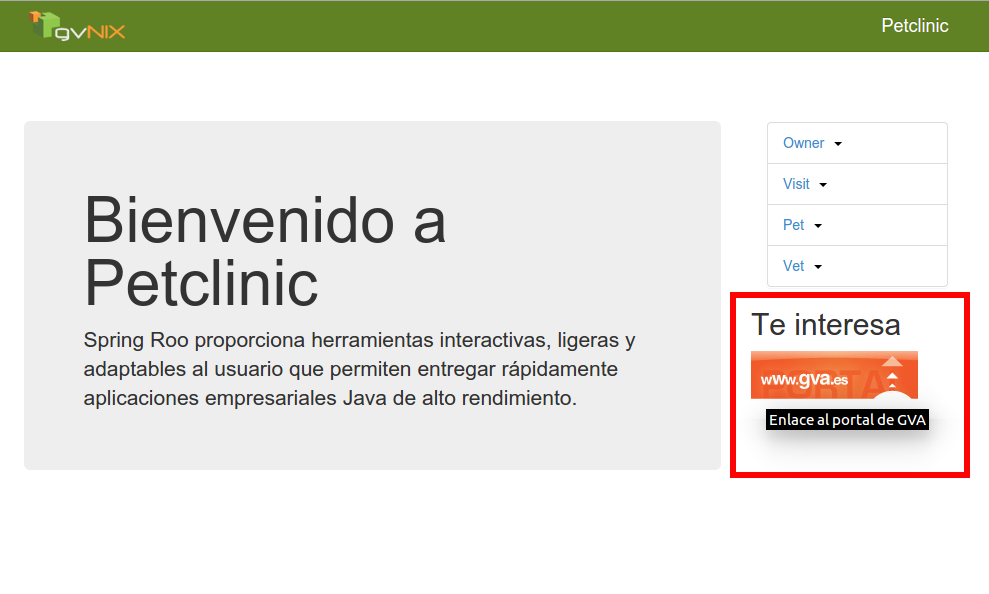 gvNIX
Petclinic
Bienvenido a
Petclinic
Spring Roo proporciona herramientas interactivas, ligeras y
adaptables al usuario que permiten entregar rápidamente
aplicaciones empresariales Java de alto rendimiento.
Owner
Visit
Pet
Vet
Te interesa
PORTA
www.gva.es
Enlace al portal de GVA